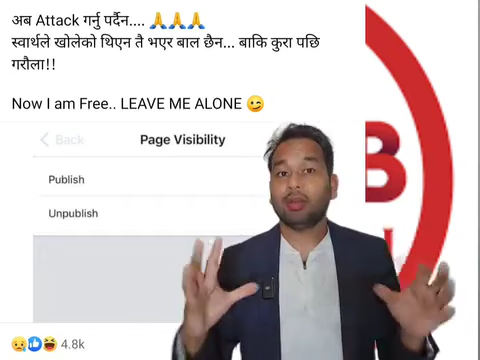 अब Attack गर्नु पर्दैन.... 🙏🙏🙏
स्वार्थले खोलेको थिएन तै भएर बाल छैन... बाकि कुरा पछि
गरौला!!
Now I am Free.. LEAVE ME ALONE 😉
Back
Page Visibility
Publish
Unpublish
B
4.8k